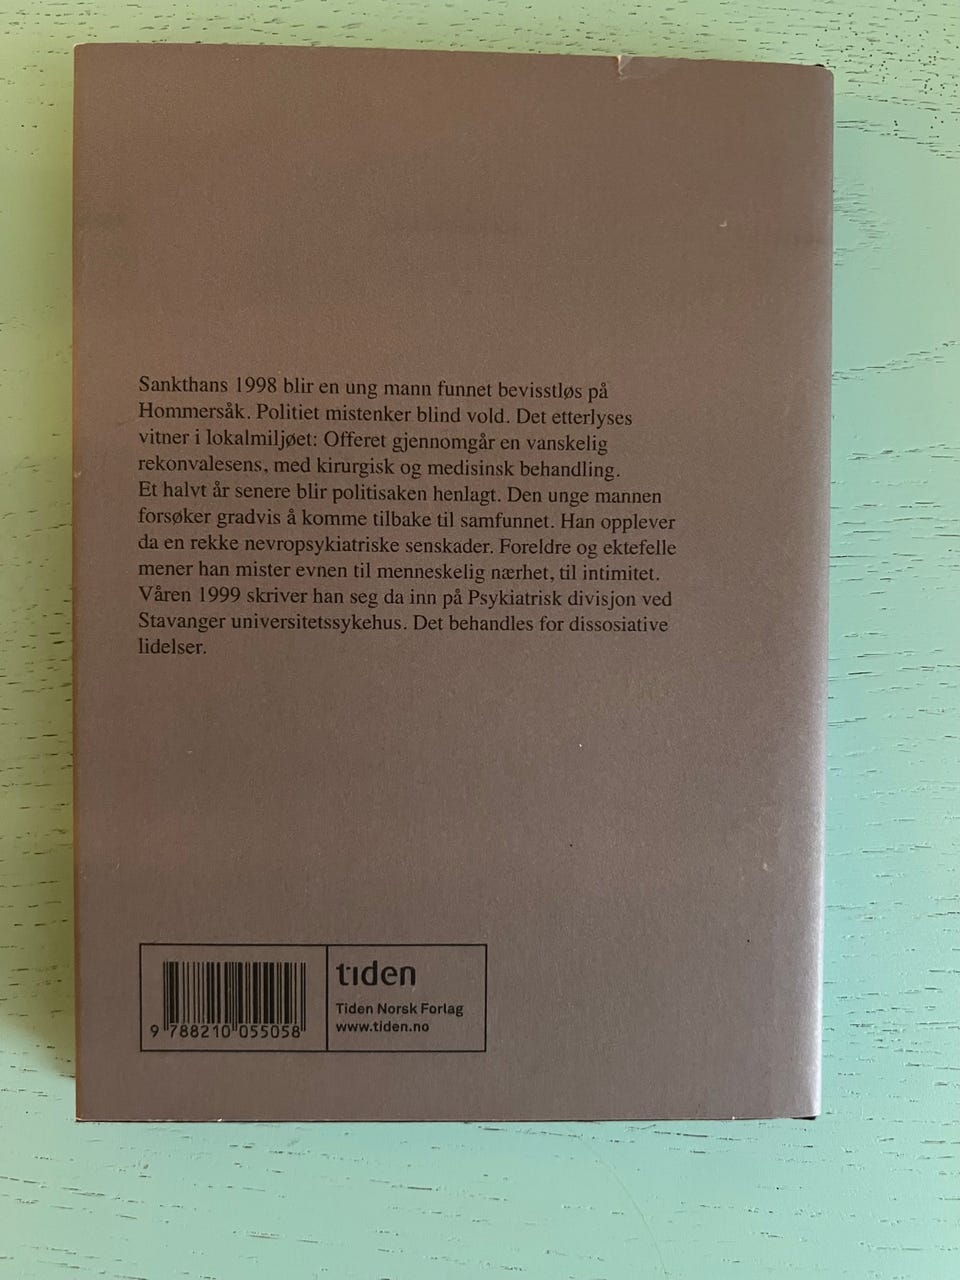 Sankthans 1998 blir en ung mann funnet bevisstløs på
Hommersåk. Politiet mistenker blind vold. Det etterlyses
vitner i lokalmiljøet: Offeret gjennomgår en vanskelig
rekonvalesens, med kirurgisk og medisinsk behandling.
Et halvt år senere blir politisaken henlagt. Den unge mannen
forsøker gradvis å komme tilbake til samfunnet. Han opplever
da en rekke nevropsykiatriske senskader. Foreldre og ektefelle
mener han mister evnen til menneskelig nærhet, til intimitet.
Våren 1999 skriver han seg da inn på Psykiatrisk divisjon ved
Stavanger universitetssykehus. Det behandles for dissosiative
lidelser.
9 788210 055058
tiden
Tiden Norsk Forlag
www.tiden.no